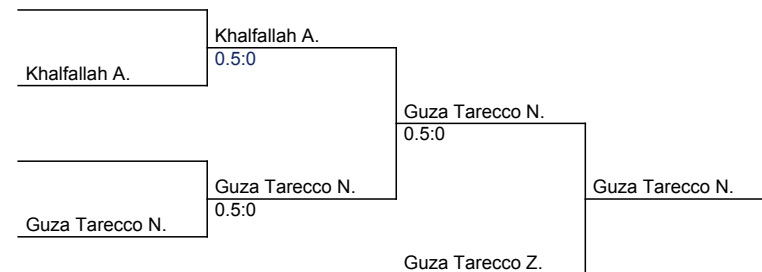 Khalfallah A.
0.5:0
Khalfallah A.
Guza Tarecco N.
0.5:0
Guza Tarecco N.
0.5:0
Guza Tarecco N.
Guza Tarecco N.
Guza Tarecco Z.